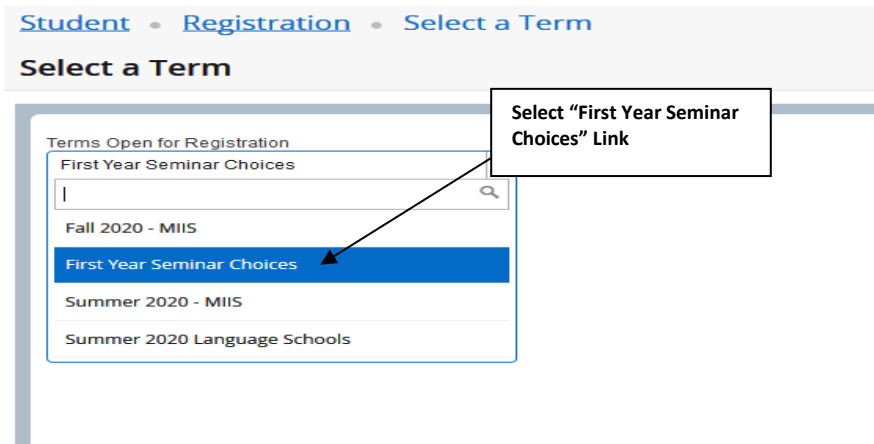 Student • Registration • Select a Term
Select a Term
Select “First Year Seminar
Choices” Link
Terms Open for Registration
First Year Seminar Choices
Fall 2020 - MIIS
First Year Seminar Choices
Summer 2020 - MIIS
Summer 2020 Language Schools